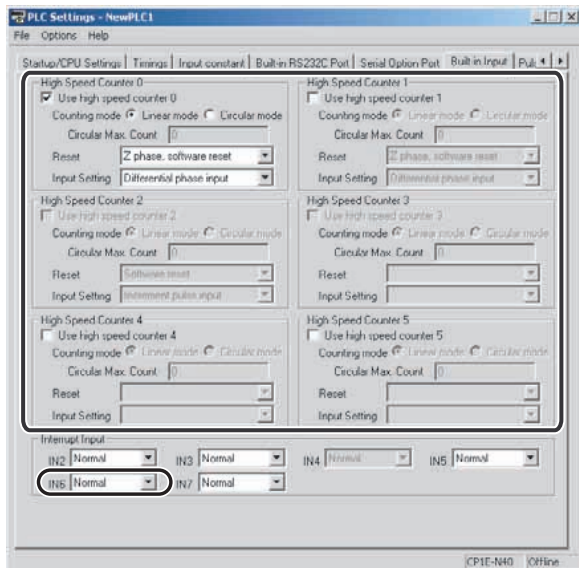 PLC Settings - NewPLC1
File Options Help
Startup/CPU Settings Timings Input constant Built-in RS232C Port Serial Option Port Built-in Input Pul
High Speed Counter 0
Use high speed counter 0
Counting mode Linear mode Circular mode
Circular Max. Count 0
Reset Z phase, software reset
Input Setting Differential phase input
High Speed Counter 1
Use high speed counter 1
Counting mode Linear mode Circular mode
Circular Max. Count 0
Reset Z phase, software reset
Input Setting Differential phase input
High Speed Counter 2
Use high speed counter 2
Counting mode Linear mode Circular mode
Circular Max. Count 0
Reset Software reset
Input Setting Increment pulse input
High Speed Counter 3
Use high speed counter 3
Counting mode Linear mode Circular mode
Circular Max. Count 0
Reset
Input Setting
High Speed Counter 4
Use high speed counter 4
Counting mode Linear mode Circular mode
Circular Max. Count 0
Reset
Input Setting
High Speed Counter 5
Use high speed counter 5
Counting mode Linear mode Circular mode
Circular Max. Count 0
Reset
Input Setting
Interrupt Input
IN2 Normal IN3 Normal IN4 Normal IN5 Normal
IN6 Normal IN7 Normal
CP1E-N40 Offline